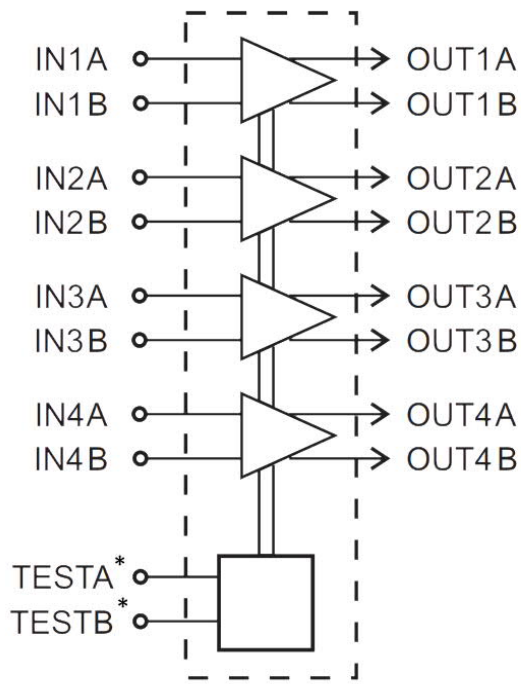 IN1A OUT1A
IN1B OUT1B
IN2A OUT2A
IN2B OUT2B
IN3A OUT3A
IN3B OUT3B
IN4A OUT4A
IN4B OUT4B
TESTA*
TESTB*